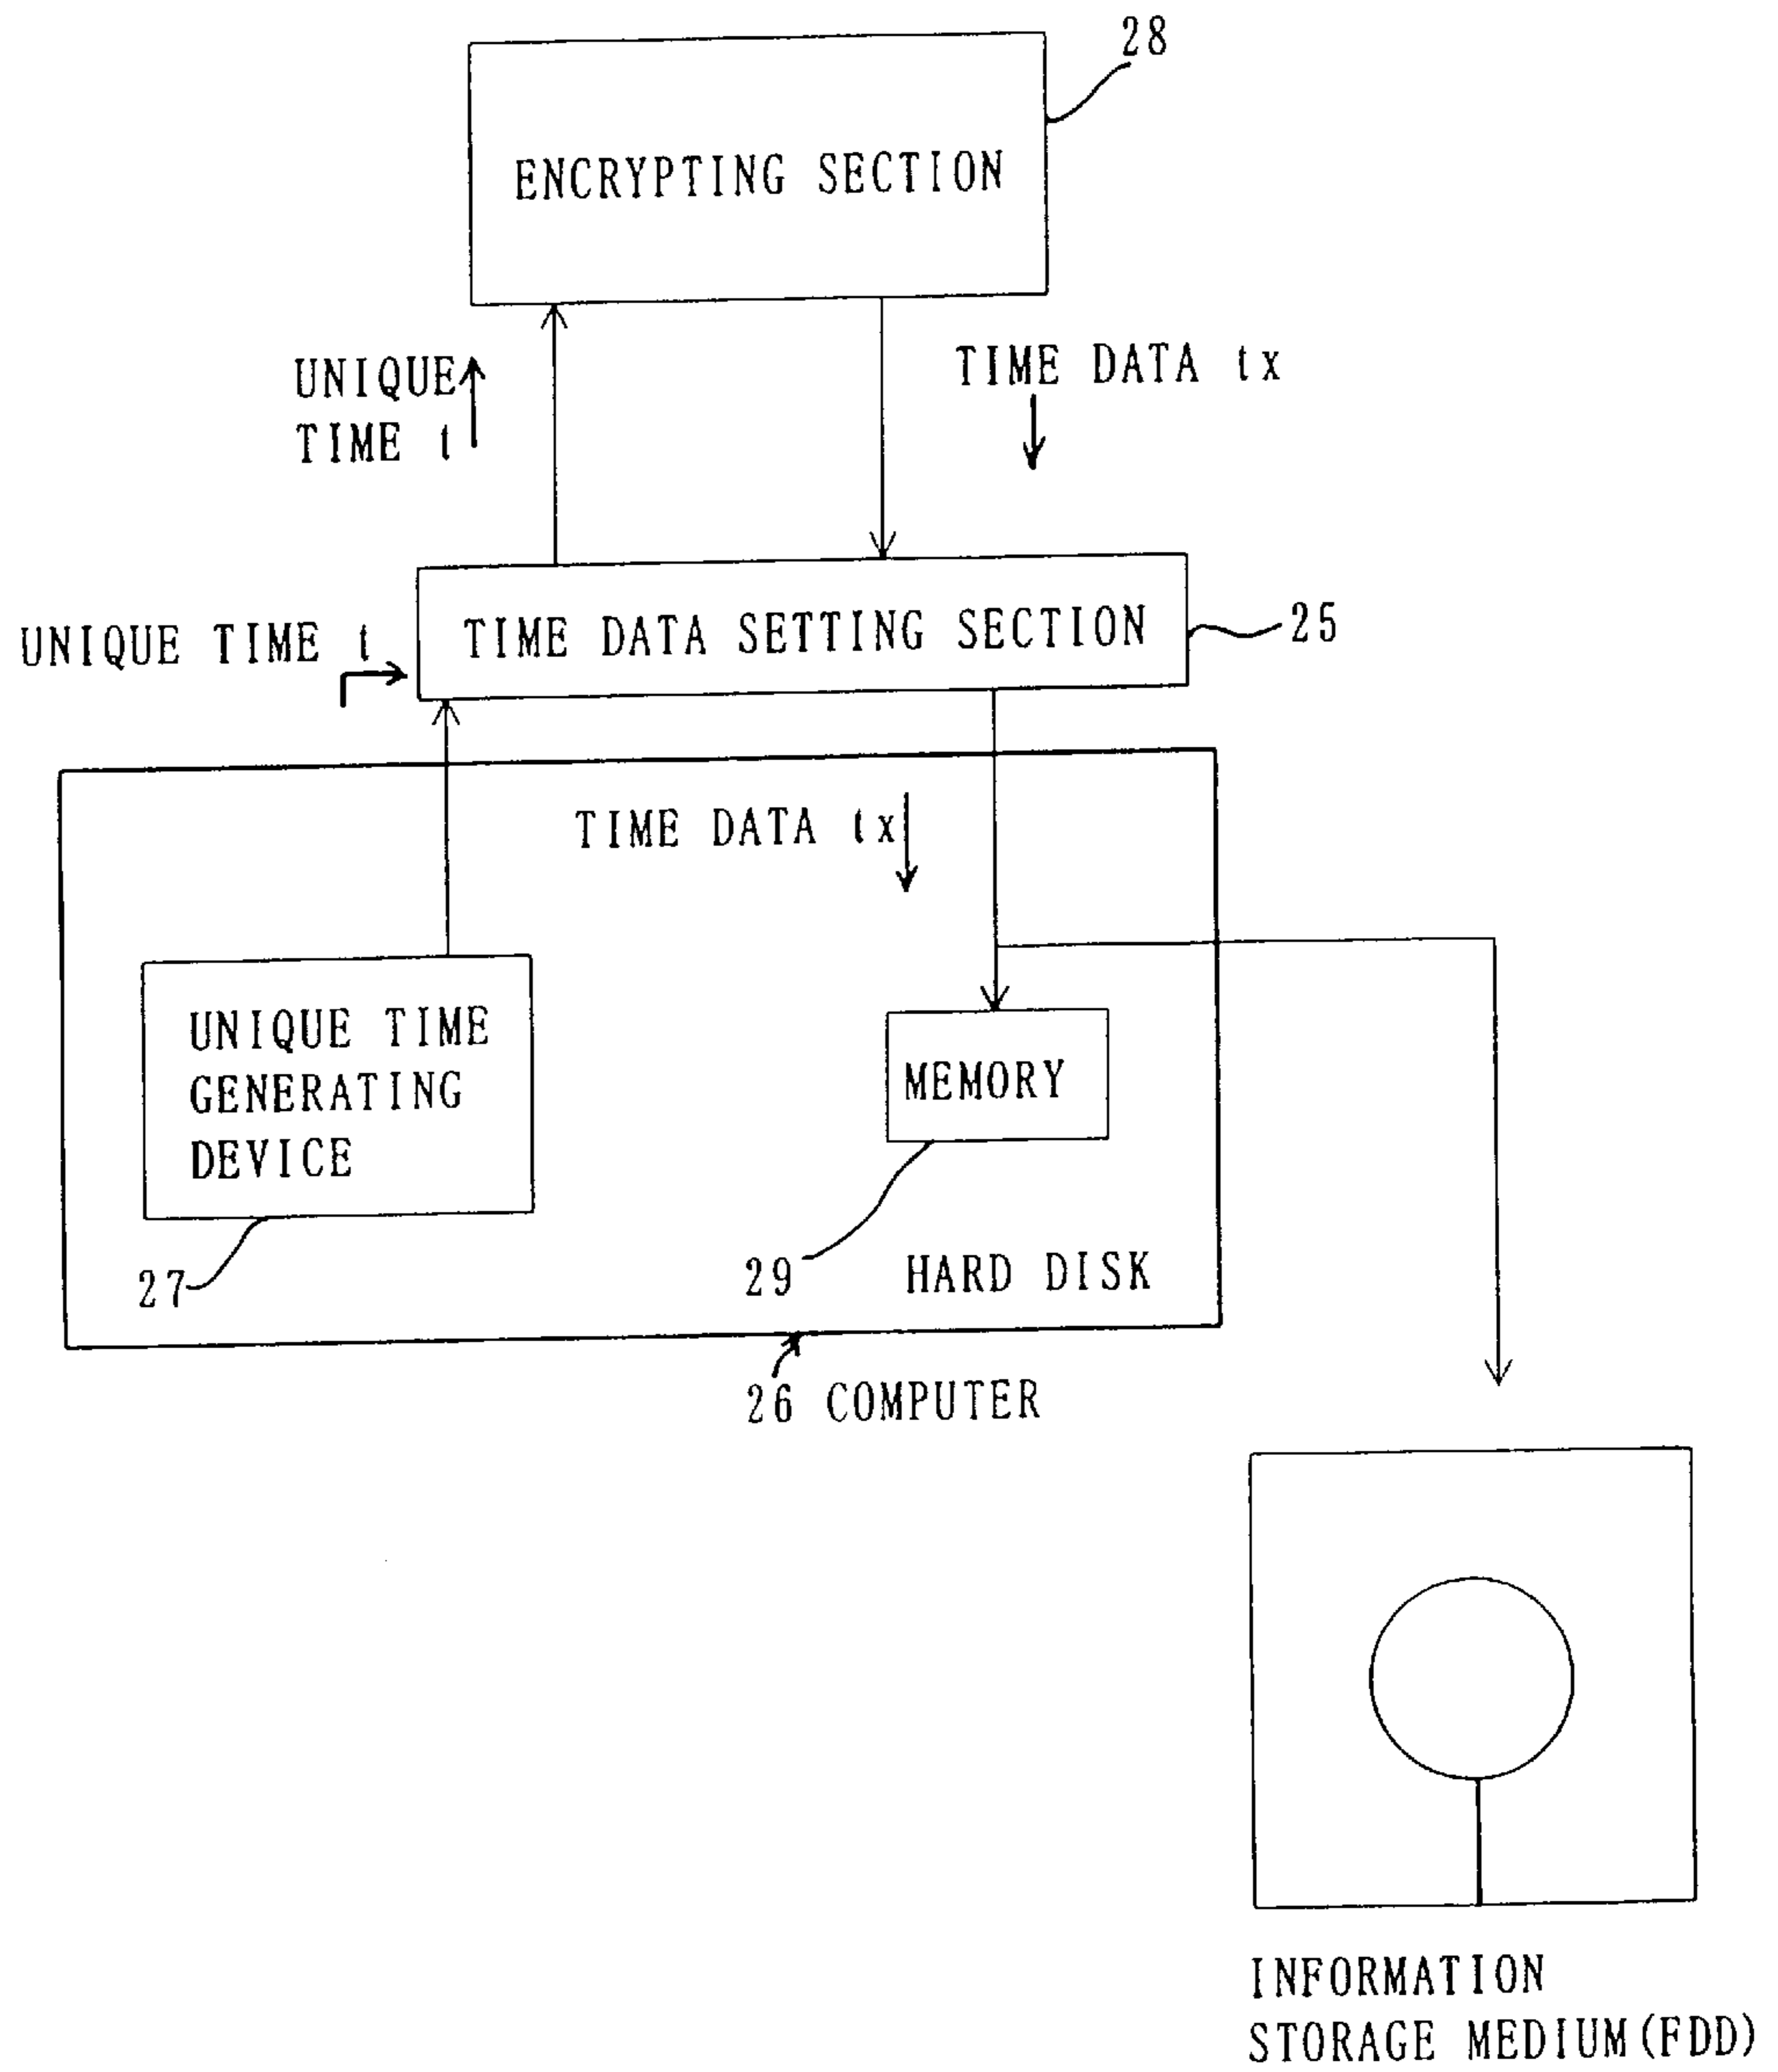 28
ENCRYPTING SECTION
UNIQUE
TIME t
TIME DATA tx
UNIQUE TIME t
TIME DATA SETTING SECTION
25
TIME DATA tx
UNIQUE TIME
GENERATING
DEVICE
MEMORY
27
29
HARD DISK
26 COMPUTER
INFORMATION
STORAGE MEDIUM(FDD)